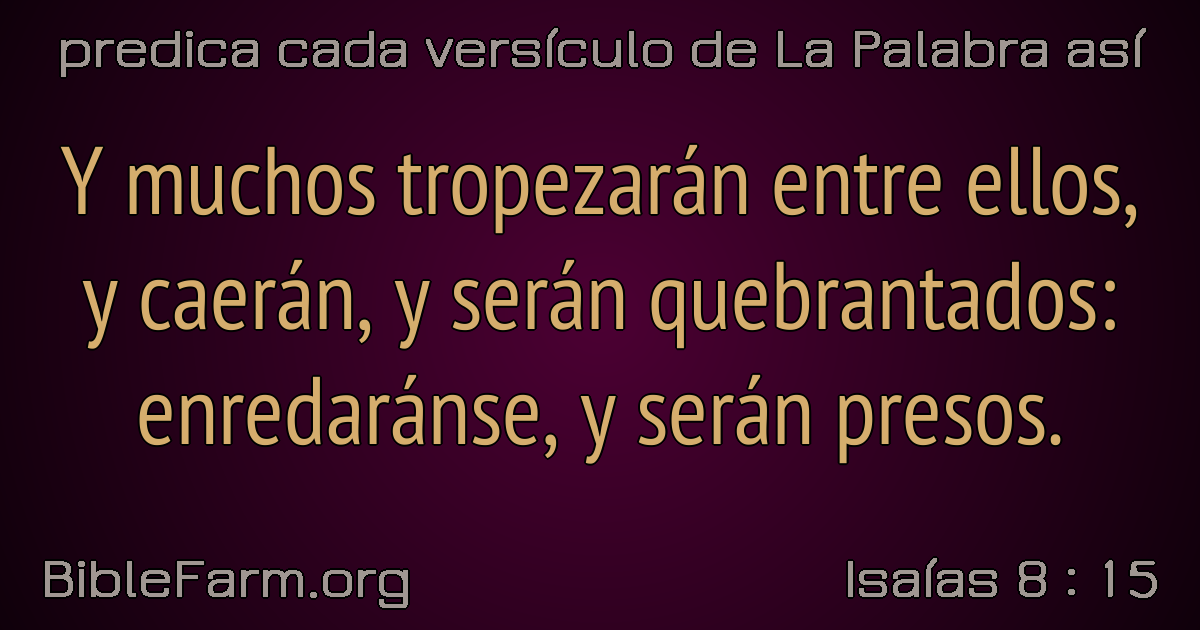 predica cada versículo de La Palabra así
Y muchos tropezarán entre ellos,
y caerán, y serán quebrantados:
enredaránse, y serán presos.
BibleFarm.org
Isaías 8 : 15